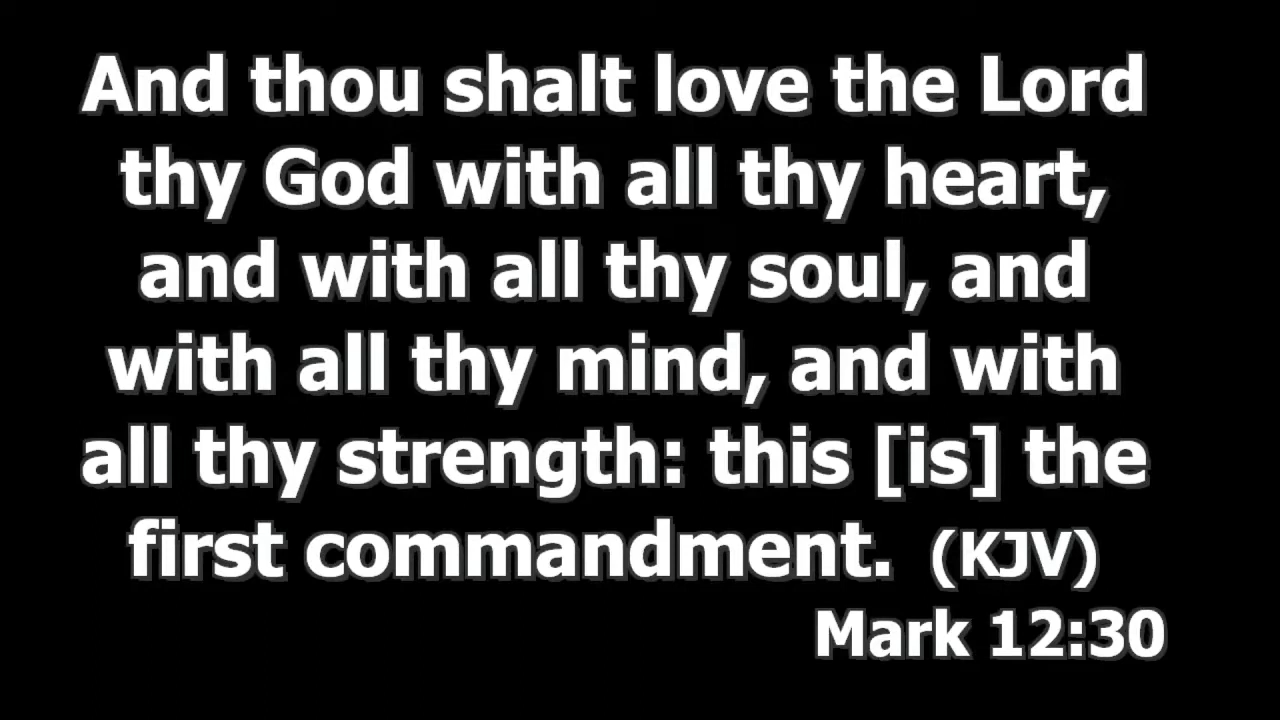 And thou shalt love the Lord
thy God with all thy heart,
and with all thy soul, and
with all thy mind, and with
all thy strength: this [is] the
first commandment. (KJV)
Mark 12:30